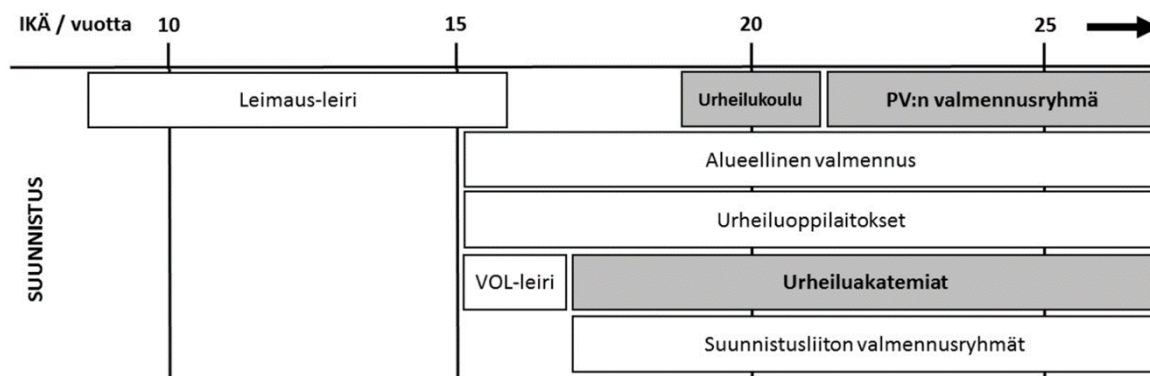 IKÄ / vuotta 10 15 20 25
Leimaus-leiri Urheilukoulu PV:n valmennusryhmä
Alueellinen valmennus
SUUNNISTUS
Urheiluoppilaitokset
VOL-leiri Urheiluakatemiat
Suunnistusliiton valmennusryhmät